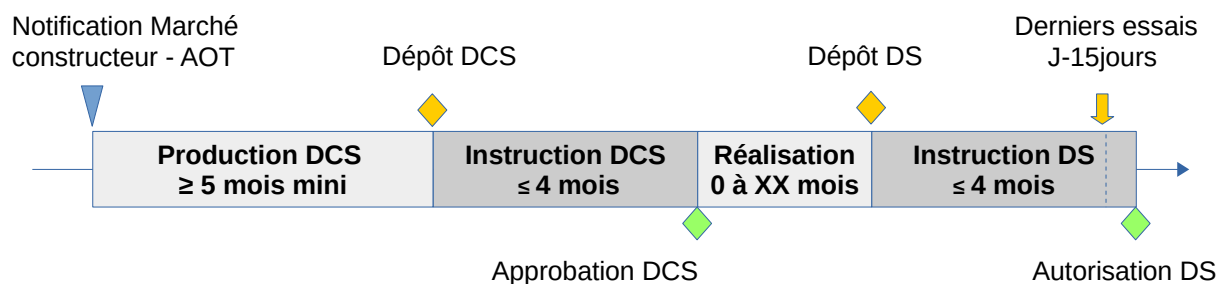 Notification Marché
constructeur - AOT
Dépôt DCS
Dépôt DS
Derniers essais
J-15jours
Production DCS
≥ 5 mois mini
Instruction DCS
≤ 4 mois
Réalisation
0 à XX mois
Instruction DS
≤ 4 mois
Approbation DCS
Autorisation DS